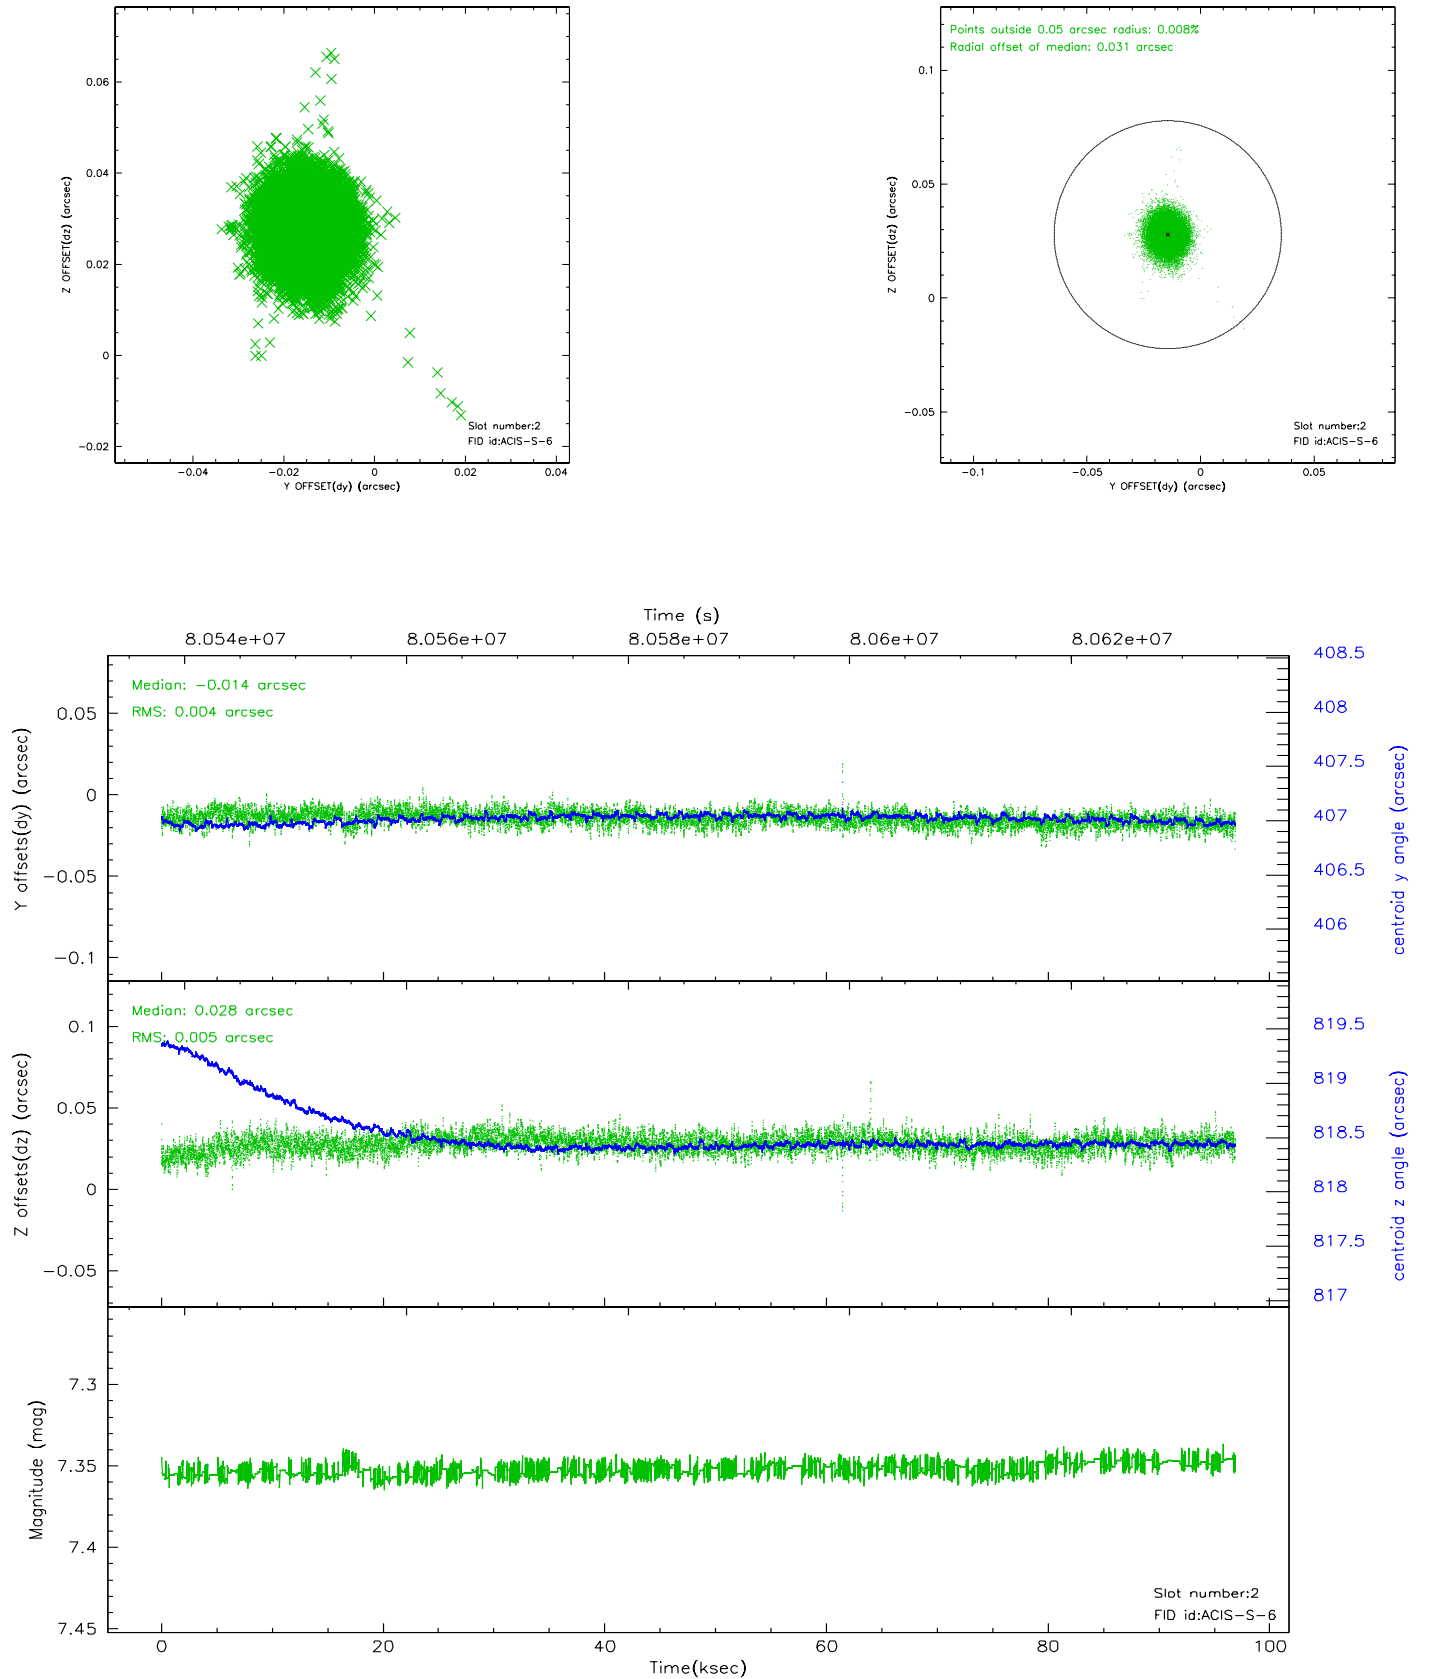 0.06
0.04
0.02
0
−0.02
Z OFFSET(dz) (arcsec)
Slot number:2
FID id:ACIS−S−6
−0.04 −0.02 0 0.02 0.04
Y OFFSET(dy) (arcsec)
Points outside 0.05 arcsec radius: 0.008%
Radial offset of median: 0.031 arcsec
0.1
0.05
0
−0.05
Z OFFSET(dz) (arcsec)
Slot number:2
FID id:ACIS−S−6
−0.1 −0.05 0 0.05
Y OFFSET(dy) (arcsec)
Time (s)
8.054e+07 8.056e+07 8.058e+07 8.06e+07 8.062e+07
Median: −0.014 arcsec
RMS: 0.004 arcsec
0.05
0
−0.05
−0.1
Y offsets(dy) (arcsec)
408.5
408
407.5
407
406.5
406
centroid y angle (arcsec)
Median: 0.028 arcsec
RMS: 0.005 arcsec
0.1
0.05
0
−0.05
Z offsets(dz) (arcsec)
819.5
819
818.5
818
817.5
817
centroid z angle (arcsec)
7.3
7.35
7.4
7.45
Magnitude (mag)
Slot number:2
FID id:ACIS−S−6
0 20 40 60 80 100
Time(ksec)